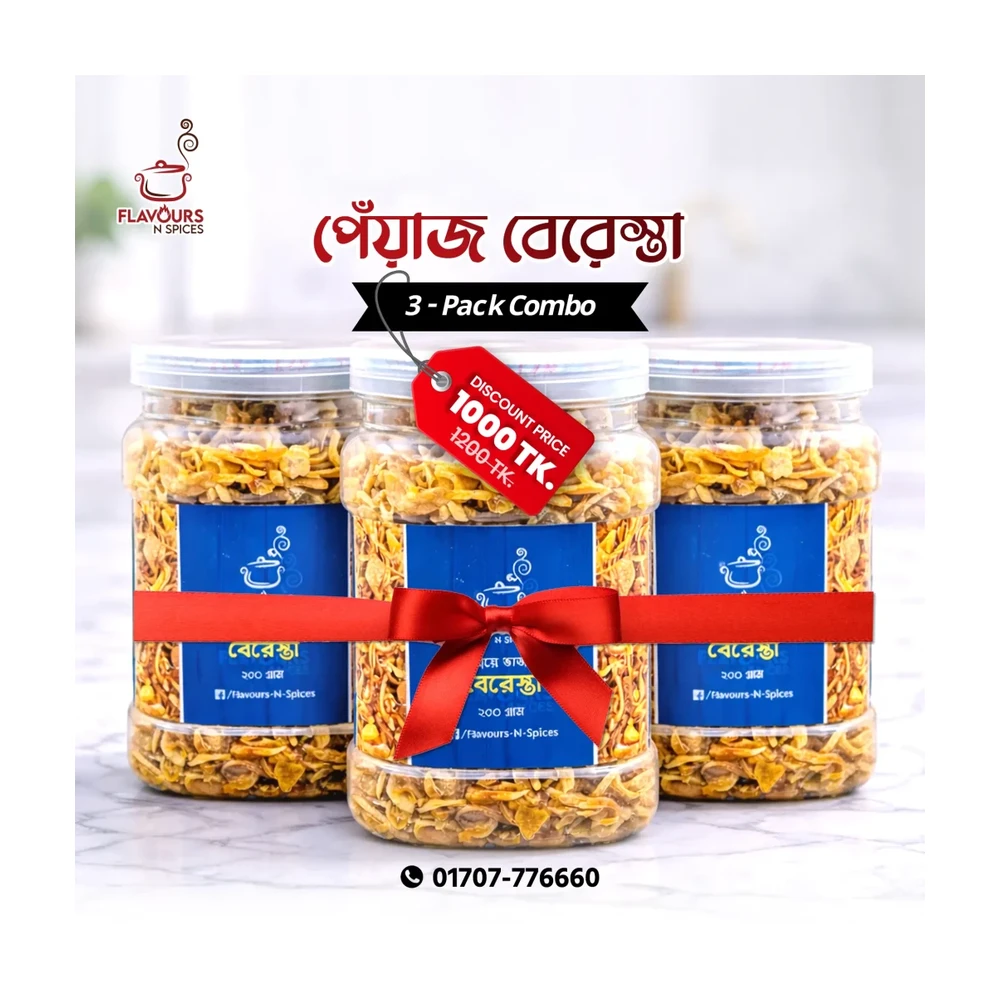 FLAVOURS
N SPICES
পেঁয়াজ বেরেস্তা
3 - Pack Combo
DISCOUNT PRICE
1000 TK.
1200 TK.
বেরেস্তা
২০০ গ্রাম
/Flavours-N-Spices
বেরেস্তা
২০০ গ্রাম
/Flavours-N-Spices
বেরেস্তা
২০০ গ্রাম
/Flavours-N-Spices
01707-776660